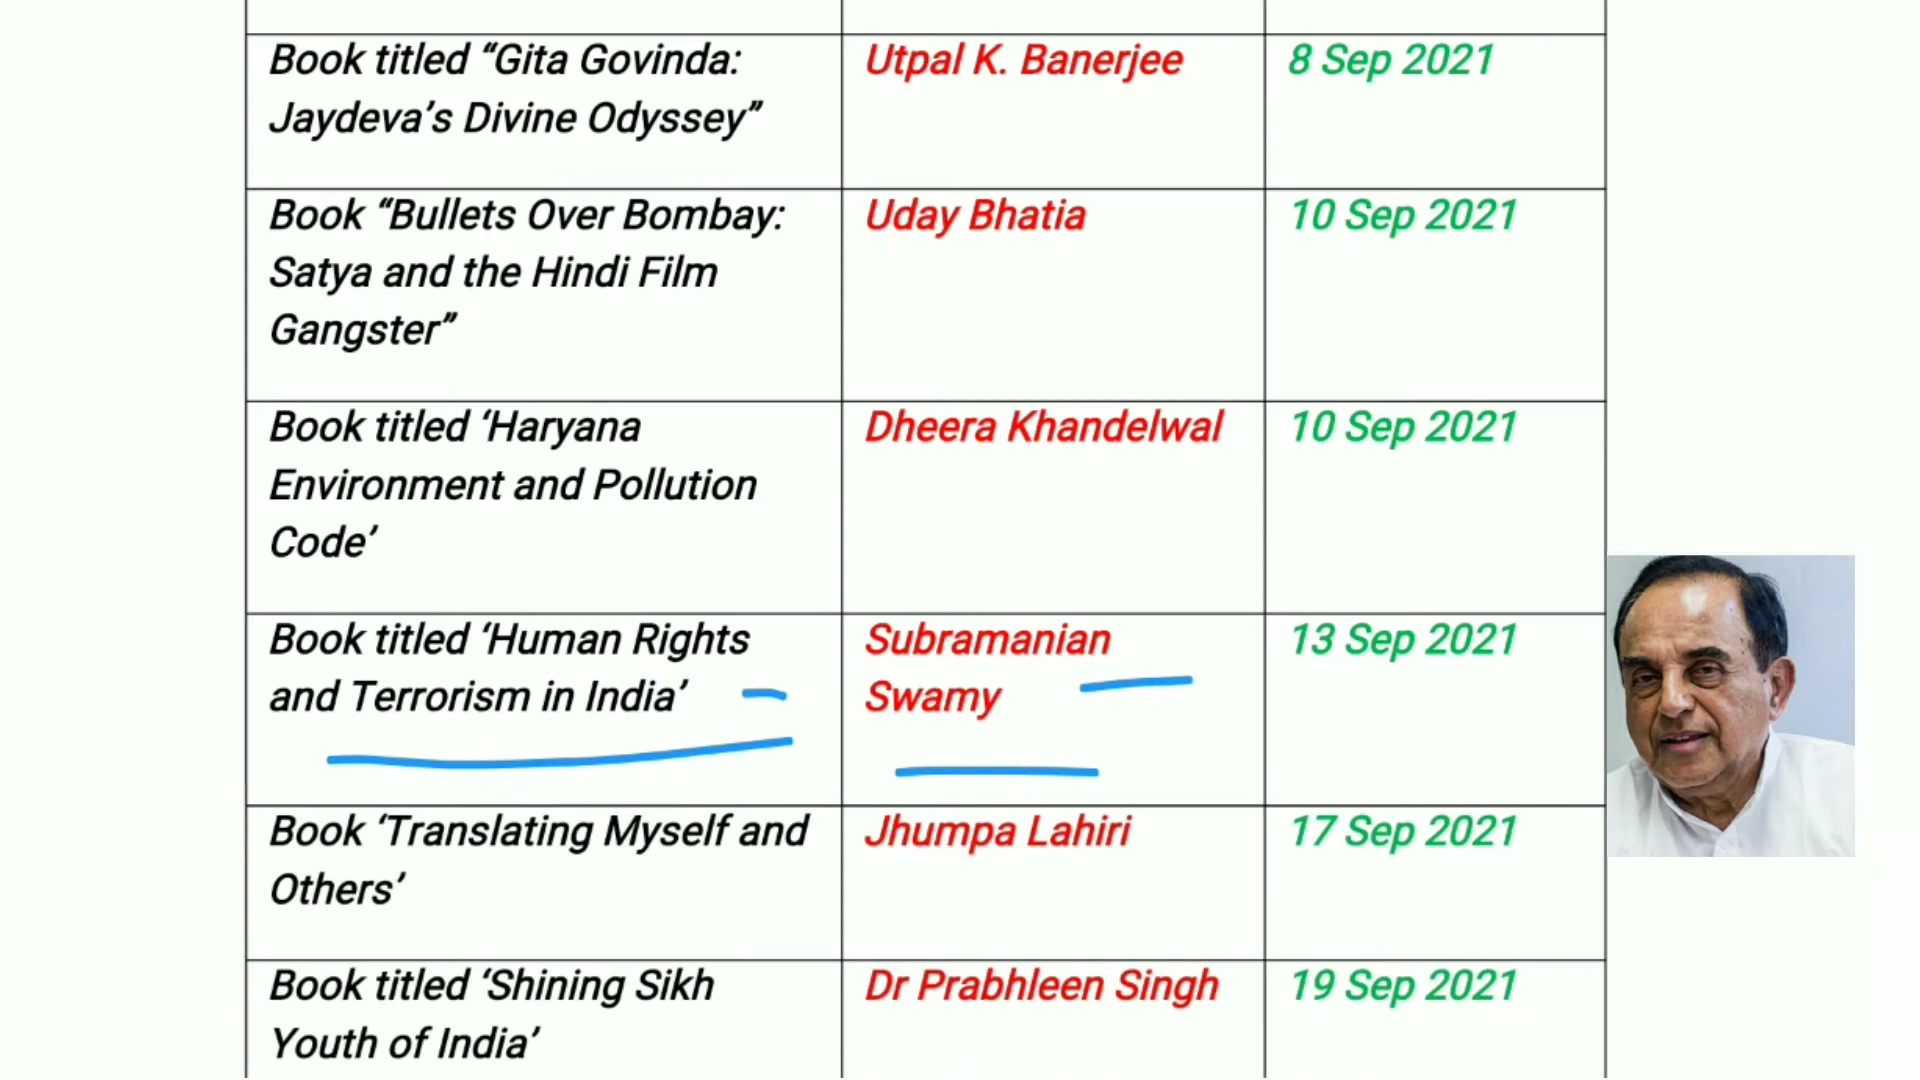 Book titled “Gita Govinda: Utpal K. Banerjee 8 Sep 2021
Jaydeva’s Divine Odyssey”
Book “Bullets Over Bombay: Uday Bhatia 10 Sep 2021
Satya and the Hindi Film
Gangster”
Book titled ‘Haryana Dheera Khandelwal 10 Sep 2021
Environment and Pollution
Code’
Book titled ‘Human Rights Subramanian 13 Sep 2021
and Terrorism in India’ Swamy
Book ‘Translating Myself and Jhumpa Lahiri 17 Sep 2021
Others’
Book titled ‘Shining Sikh Dr Prabhleen Singh 19 Sep 2021
Youth of India’